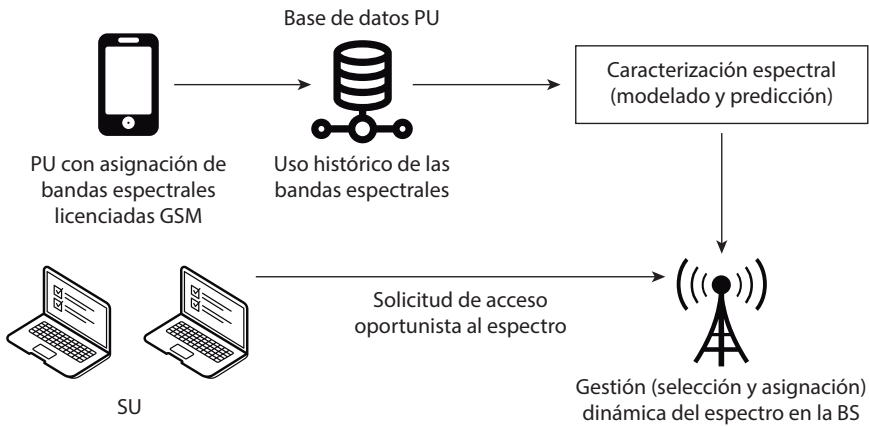 Base de datos PU
Caracterización espectral
(modelado y predicción)
PU con asignación de
bandas espectrales
licenciadas GSM
Uso histórico de las
bandas espectrales
Solicitud de acceso
oportunista al espectro
SU
Gestión (selección y asignación)
dinámica del espectro en la BS